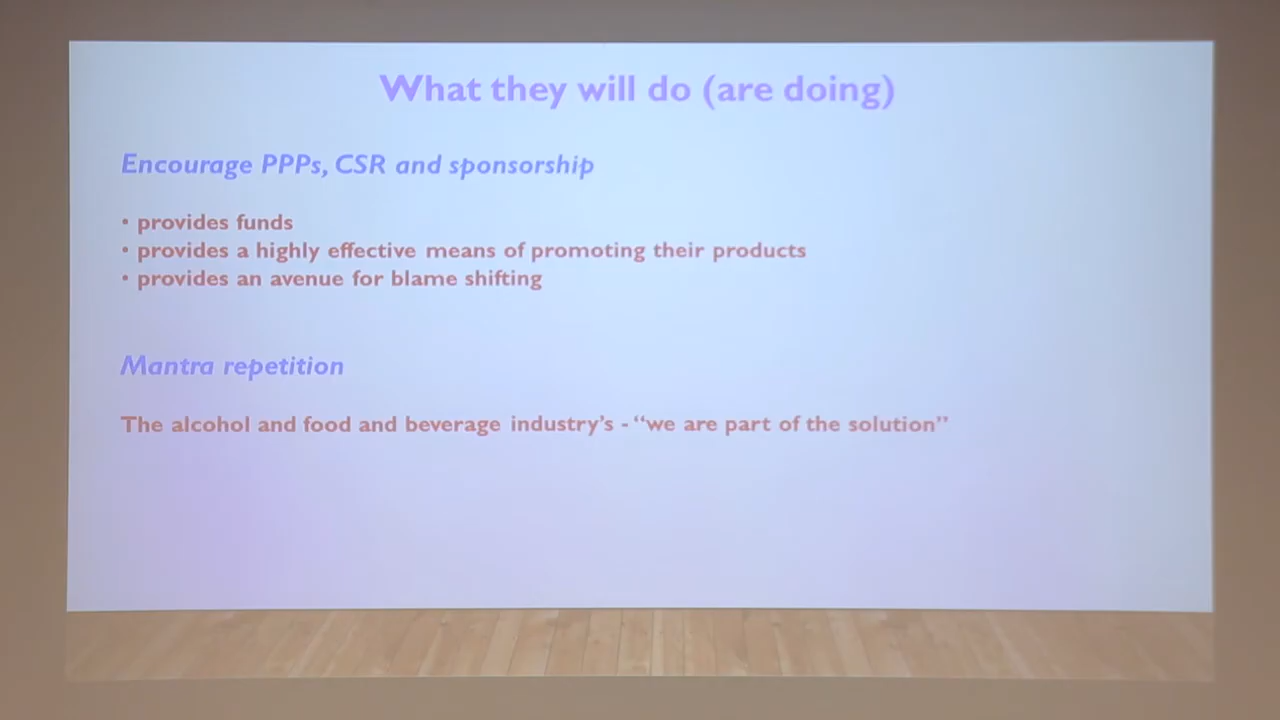 What they will do (are doing)
Encourage PPPs, CSR and sponsorship
• provides funds
• provides a highly effective means of promoting their products
• provides an avenue for blame shifting
Mantra repetition
The alcohol and food and beverage industry's - “we are part of the solution”